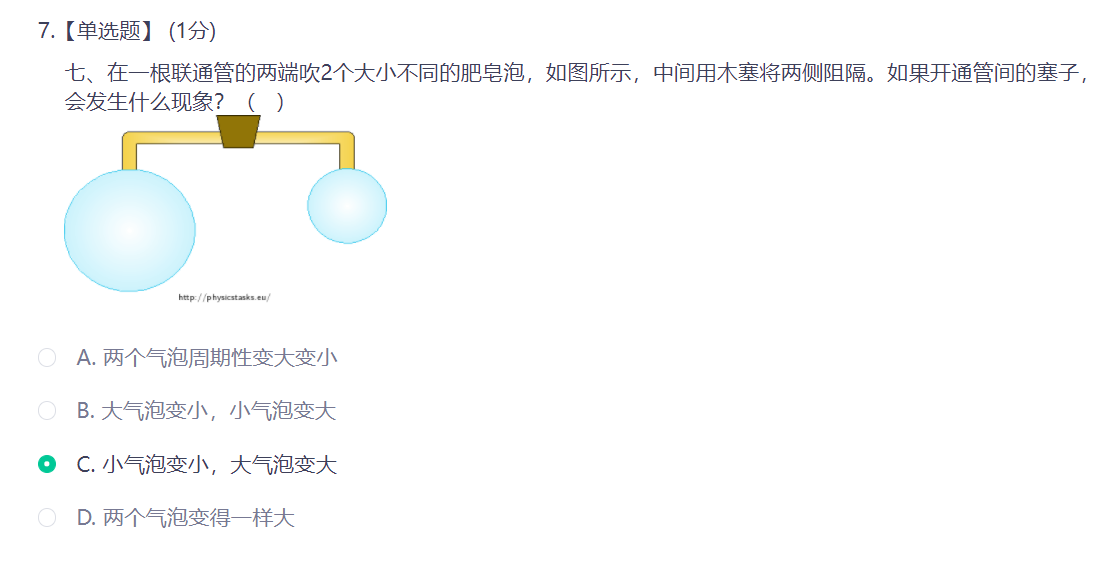 7.【单选题】 (1分)
七、在一根联通管的两端吹2个大小不同的肥皂泡，如图所示，中间用木塞将两侧阻隔。如果开通管间的塞子，
会发生什么现象？（ ）
http://physicstasks.eu/
A. 两个气泡周期性变大变小
B. 大气泡变小，小气泡变大
C. 小气泡变小，大气泡变大
D. 两个气泡变得一样大